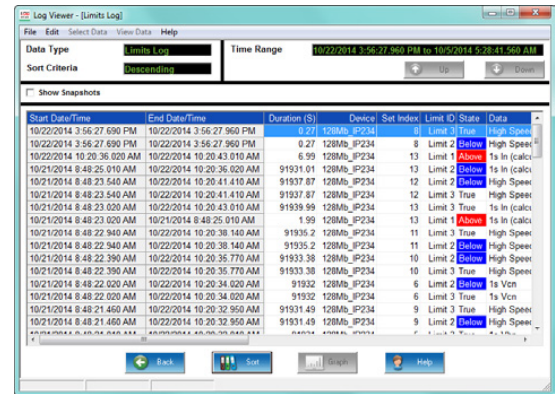 Log Viewer - [Limits Log]
File Edit Select Data View Data Help
Data Type Limits Log Time Range 10/22/2014 3:56:27.960 PM to 10/5/2014 5:28:41.560 AM
Sort Criteria Descending Up Down
Show Snapshots
Start Date/Time End Date/Time Duration (S) Device Set Index Limit ID State Data
10/22/2014 3:56:27.690 PM 10/22/2014 3:56:27.960 PM 0.27 128Mb_IP234 8 Limit 3 True High Speed
10/22/2014 3:56:27.690 PM 10/22/2014 3:56:27.960 PM 0.27 128Mb_IP234 8 Limit 2 Below High Speed
10/22/2014 10:20:36.020 AM 10/22/2014 10:20:43.010 AM 6.99 128Mb_IP234 13 Limit 1 Above 1s In (calcu
10/21/2014 8:48:25.010 AM 10/22/2014 10:20:36.020 AM 91931.01 128Mb_IP234 13 Limit 2 Below 1s In (calcu
10/21/2014 8:48:23.540 AM 10/22/2014 10:20:41.410 AM 91937.87 128Mb_IP234 12 Limit 2 Below High Speed
10/21/2014 8:48:23.540 AM 10/22/2014 10:20:41.410 AM 91937.87 128Mb_IP234 12 Limit 3 True High Speed
10/21/2014 8:48:23.020 AM 10/22/2014 10:20:43.010 AM 91939.99 128Mb_IP234 13 Limit 3 True 1s In (calcu
10/21/2014 8:48:23.020 AM 10/21/2014 8:48:25.010 AM 1.99 128Mb_IP234 13 Limit 1 Above 1s In (calcu
10/21/2014 8:48:22.940 AM 10/22/2014 10:20:38.140 AM 91935.2 128Mb_IP234 11 Limit 3 True High Speed
10/21/2014 8:48:22.940 AM 10/22/2014 10:20:38.140 AM 91935.2 128Mb_IP234 11 Limit 2 Below High Speed
10/21/2014 8:48:22.390 AM 10/22/2014 10:20:35.770 AM 91933.38 128Mb_IP234 10 Limit 2 Below High Speed
10/21/2014 8:48:22.390 AM 10/22/2014 10:20:35.770 AM 91933.38 128Mb_IP234 10 Limit 3 True High Speed
10/21/2014 8:48:22.020 AM 10/22/2014 10:20:34.020 AM 91932 128Mb_IP234 6 Limit 2 Below 1s Vcn
10/21/2014 8:48:22.020 AM 10/22/2014 10:20:34.020 AM 91932 128Mb_IP234 6 Limit 3 True 1s Vcn
10/21/2014 8:48:21.460 AM 10/22/2014 10:20:32.950 AM 91931.49 128Mb_IP234 9 Limit 3 True High Speed
10/21/2014 8:48:21.460 AM 10/22/2014 10:20:32.950 AM 91931.49 128Mb_IP234 9 Limit 2 Below High Speed
Back Sort Graph Help